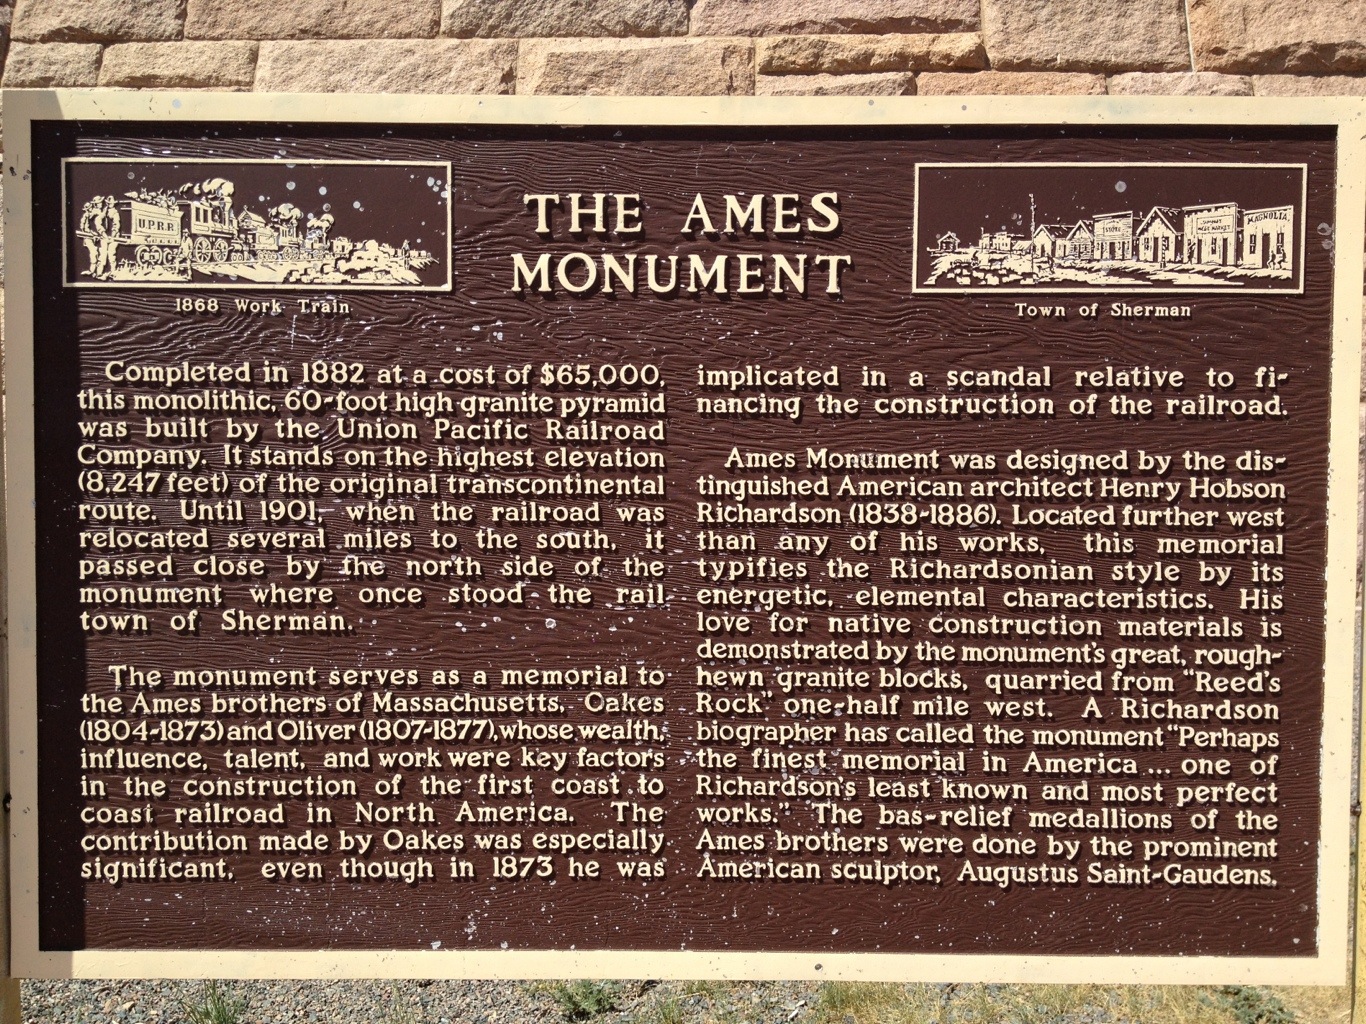 U.P.R.R.
MAGNOLIA
THE AMES
MONUMENT
1868 Work Train
Town of Sherman
Completed in 1882 at a cost of $65,000,
this monolithic, 60-foot high granite pyramid
was built by the Union Pacific Railroad
Company. It stands on the highest elevation
(8,247 feet) of the original transcontinental
route. Until 1901, when the railroad was
relocated several miles to the south, it
passed close by the north side of the
monument where once stood the rail
town of Sherman.
The monument serves as a memorial to
the Ames brothers of Massachusetts, Oakes
(1804-1873) and Oliver (1807-1877), whose wealth,
influence, talent, and work were key factors
in the construction of the first coast to
coast railroad in North America. The
contribution made by Oakes was especially
significant, even though in 1873 he was
implicated in a scandal relative to fi-
nancing the construction of the railroad.
Ames Monument was designed by the dis-
tinguished American architect Henry Hobson
Richardson (1838-1886). Located further west
than any of his works, this memorial
typifies the Richardsonian style by its
energetic, elemental characteristics. His
love for native construction materials is
demonstrated by the monument's great, rough-
hewn granite blocks, quarried from "Reed's
Rock" one-half mile west. A Richardson
biographer has called the monument "Perhaps
the finest memorial in America ... one of
Richardson's least known and most perfect
works." The bas-relief medallions of the
Ames brothers were done by the prominent
American sculptor, Augustus Saint-Gaudens.